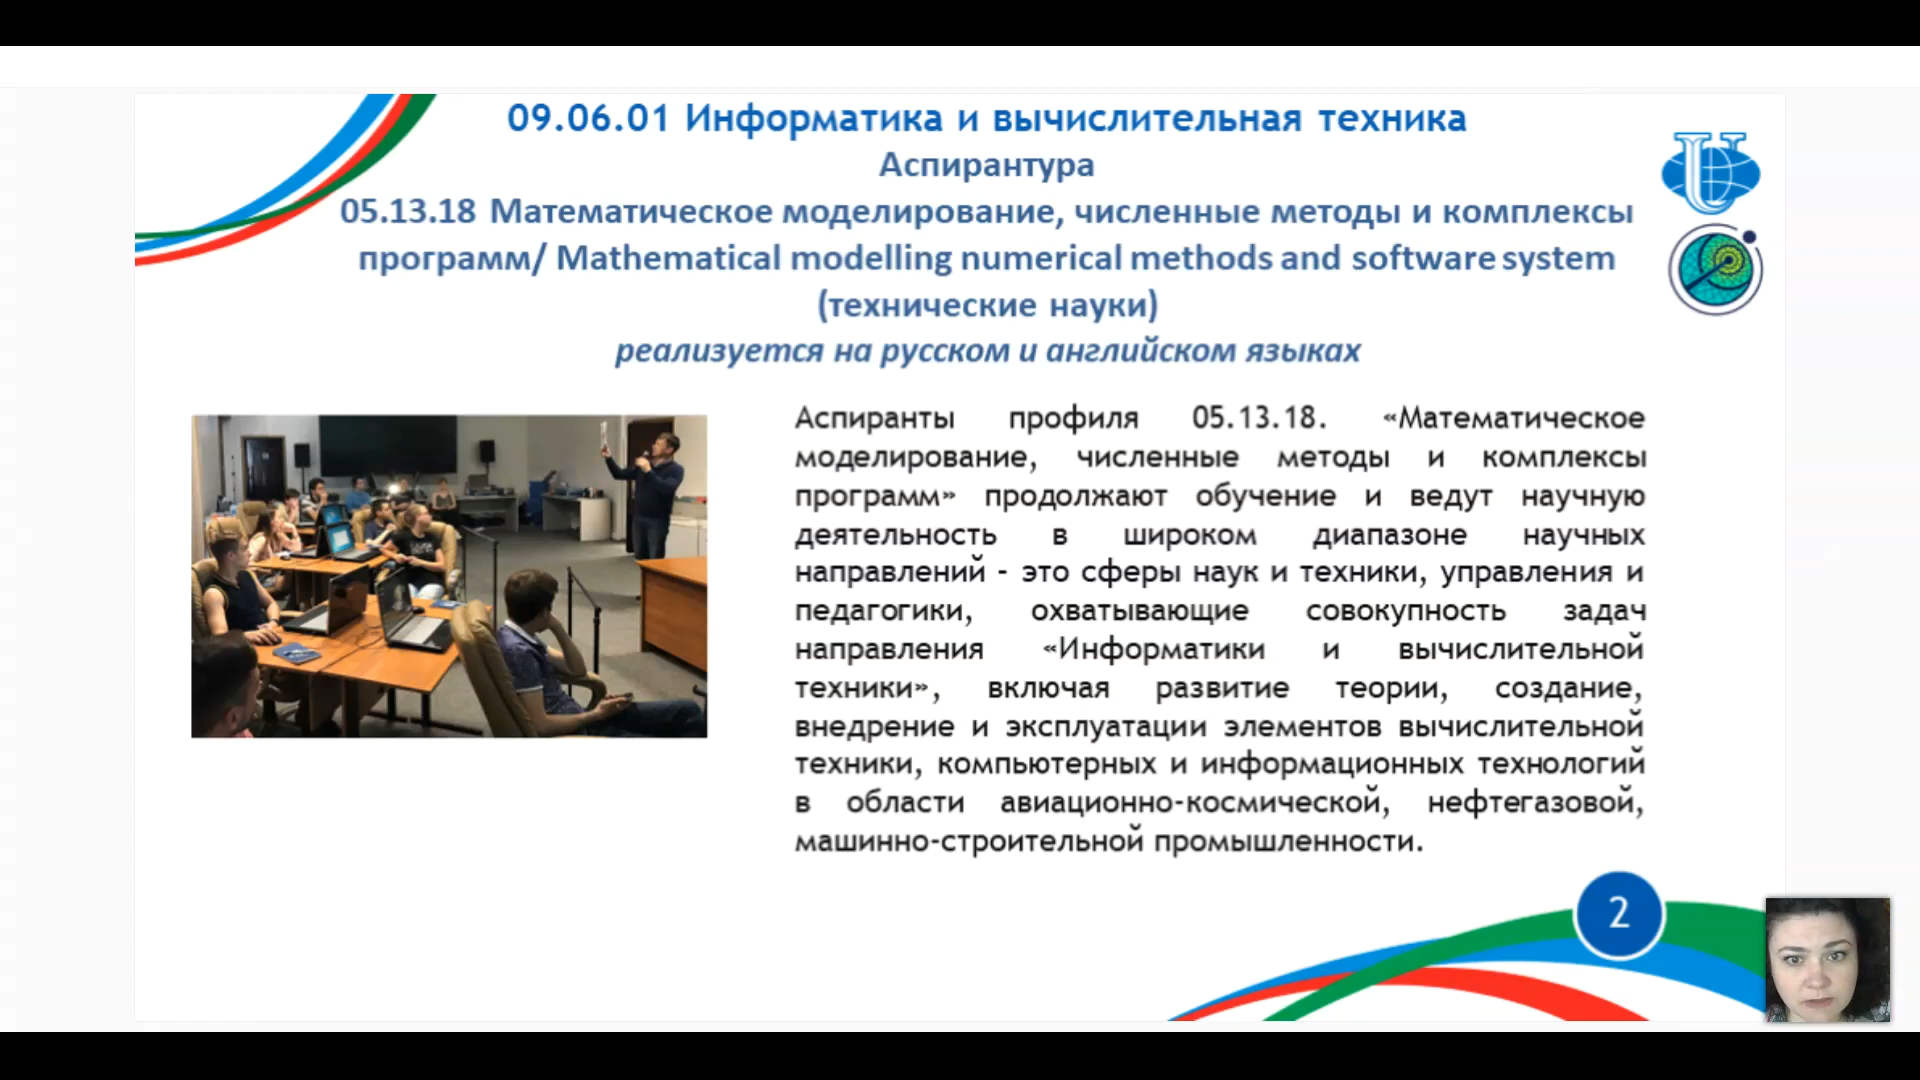 09.06.01 Информатика и вычислительная техника
Аспирантура
05.13.18 Математическое моделирование, численные методы и комплексы
программ/ Mathematical modelling numerical methods and software system
(технические науки)
реализуется на русском и английском языках
Аспиранты профиля 05.13.18. «Математическое
моделирование, численные методы и комплексы
программ» продолжают обучение и ведут научную
деятельность в широком диапазоне научных
направлений - это сферы наук и техники, управления и
педагогики, охватывающие совокупность задач
направления «Информатики и вычислительной
техники», включая развитие теории, создание,
внедрение и эксплуатации элементов вычислительной
техники, компьютерных и информационных технологий
в области авиационно-космической, нефтегазовой,
машинно-строительной промышленности.
2